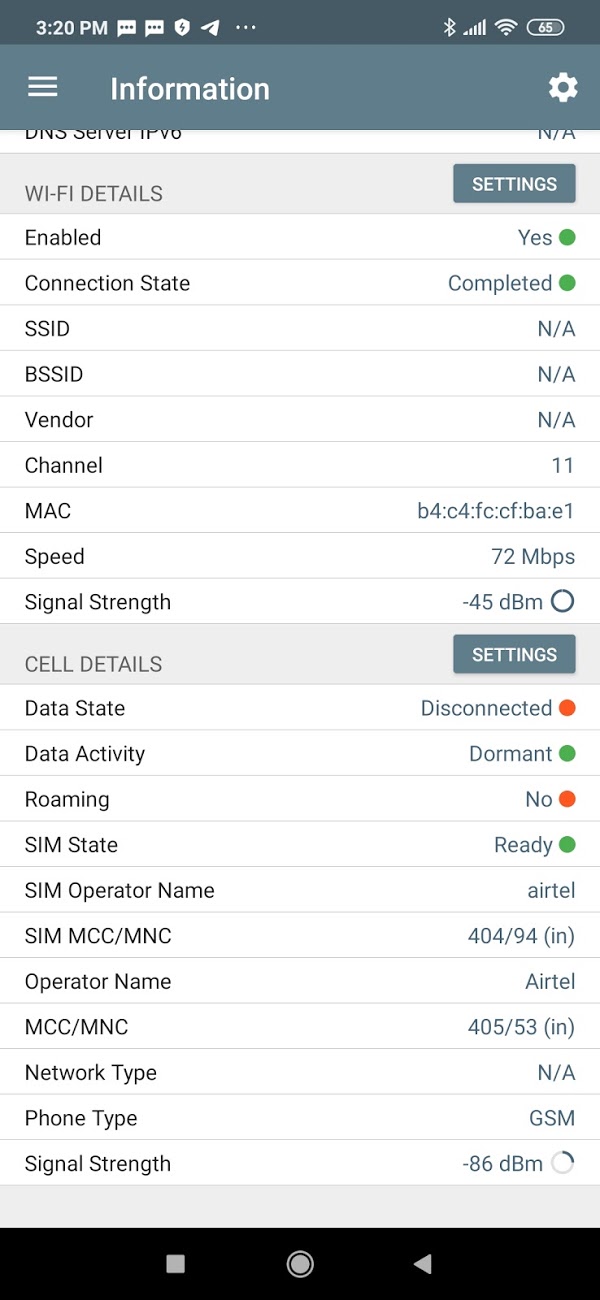 3:20 PM 65
Information
DNS Server IPv6 N/A
WI-FI DETAILS SETTINGS
Enabled Yes
Connection State Completed
SSID N/A
BSSID N/A
Vendor N/A
Channel 11
MAC b4:c4:fc:cf:ba:e1
Speed 72 Mbps
Signal Strength -45 dBm
CELL DETAILS SETTINGS
Data State Disconnected
Data Activity Dormant
Roaming No
SIM State Ready
SIM Operator Name airtel
SIM MCC/MNC 404/94 (in)
Operator Name Airtel
MCC/MNC 405/53 (in)
Network Type N/A
Phone Type GSM
Signal Strength -86 dBm